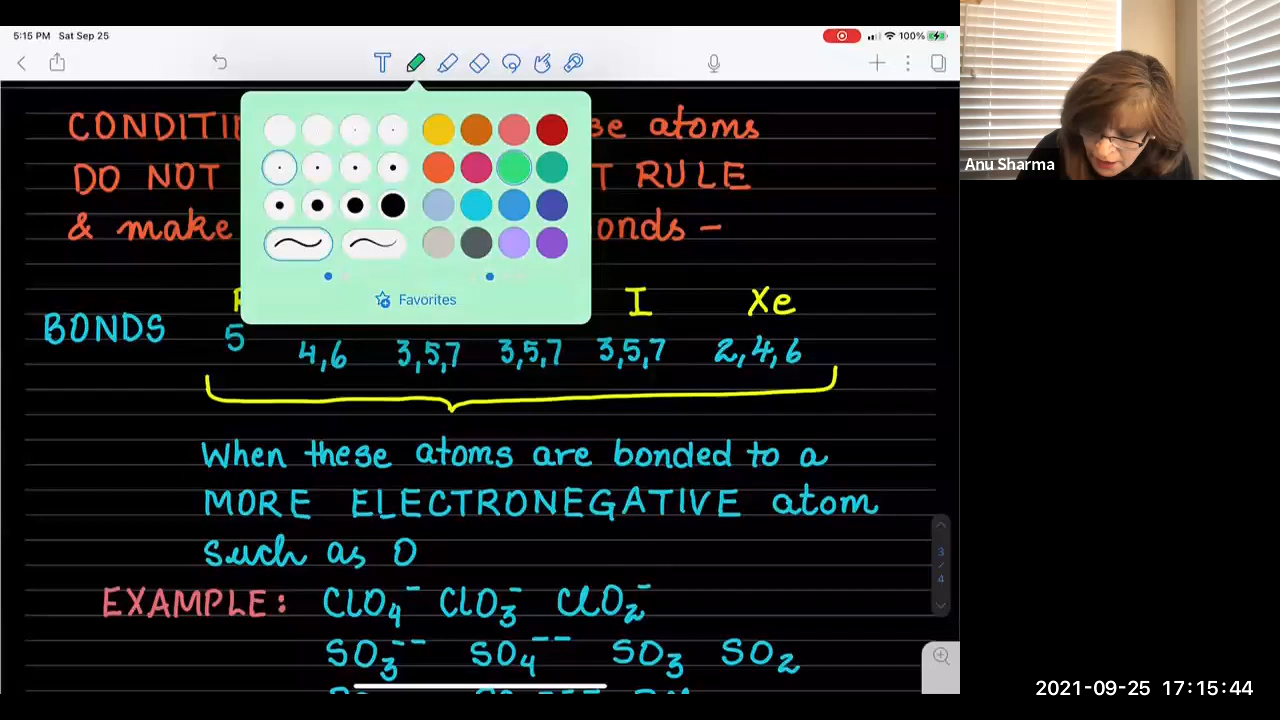 5:15 PM Sat Sep 25
100%
Anu Sharma
CONDITI se atoms
DO NOT T RULE
& make onds -
Favorites
I Xe
BONDS 5 4,6 3,5,7 3,5,7 3,5,7 2,4,6
When these atoms are bonded to a
MORE ELECTRONEGATIVE atom
such as O
EXAMPLE: ClO4- ClO3- ClO2-
SO3-- SO4-- SO3 SO2
3
/
4
2021-09-25 17:15:44